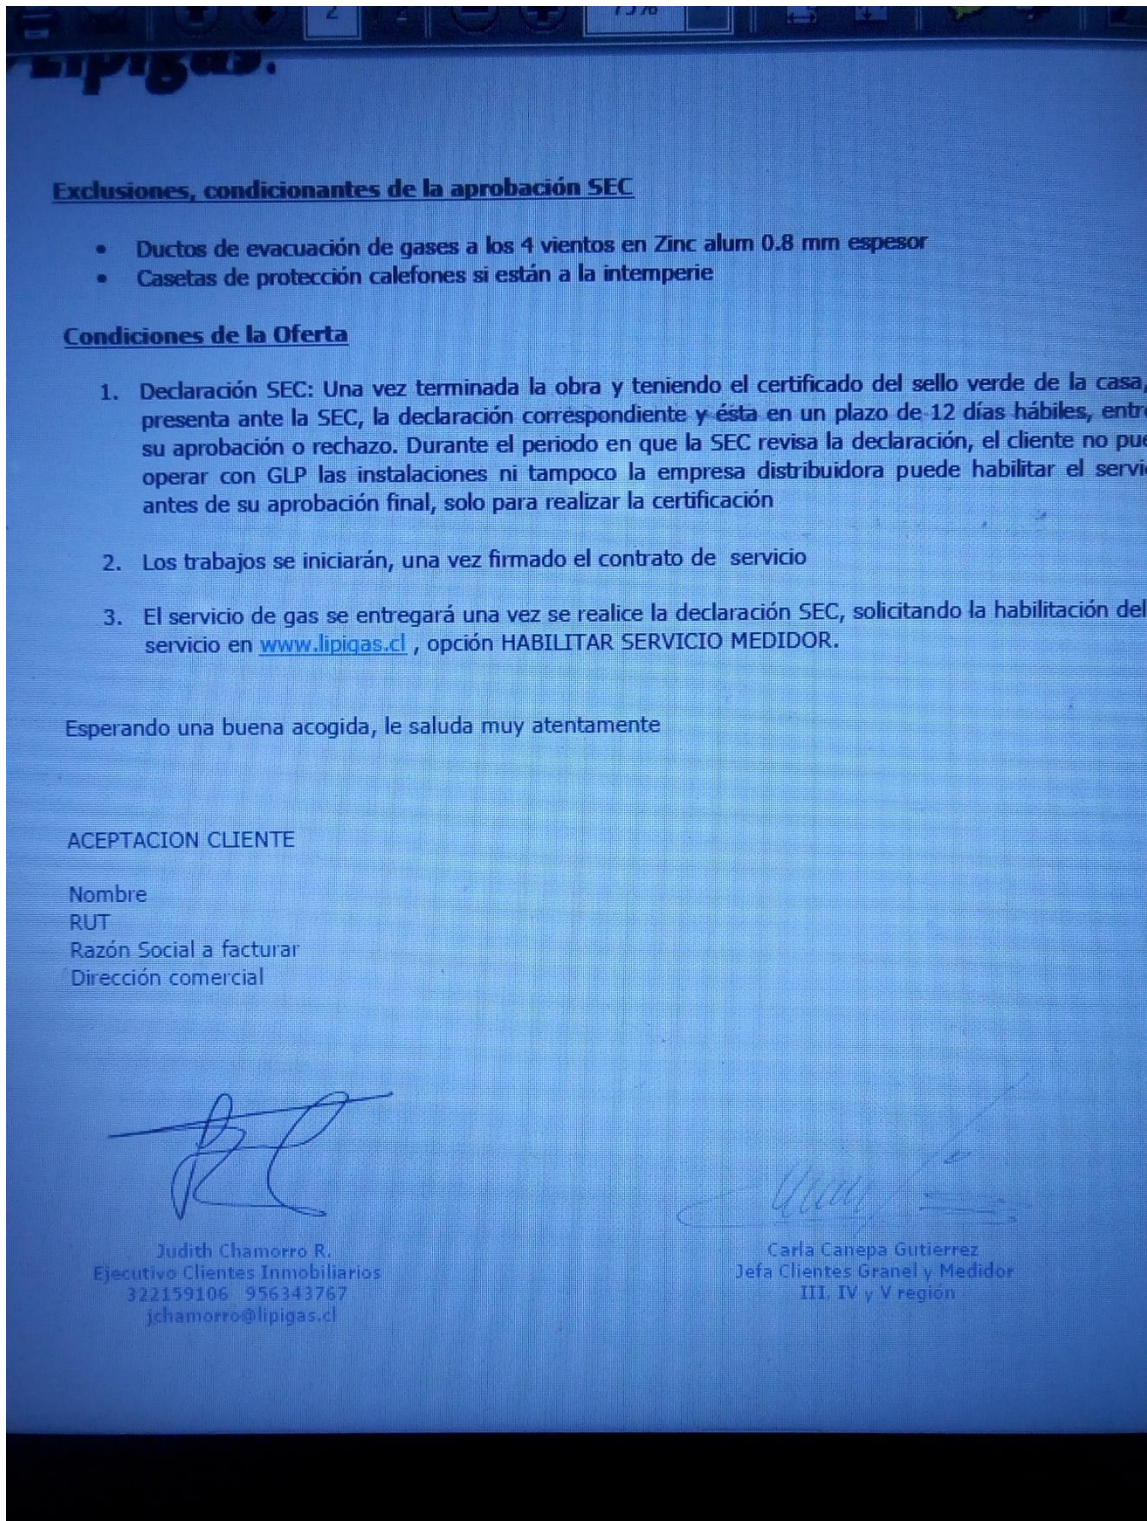 2
75%
Lipigas.
Exclusiones, condicionantes de la aprobación SEC
• Ductos de evacuación de gases a los 4 vientos en Zinc alum 0.8 mm espesor
• Casetas de protección calefones si están a la intemperie
Condiciones de la Oferta
1. Declaración SEC: Una vez terminada la obra y teniendo el certificado del sello verde de la casa,
presenta ante la SEC, la declaración correspondiente y ésta en un plazo de 12 días hábiles, entre
su aprobación o rechazo. Durante el periodo en que la SEC revisa la declaración, el cliente no pue
operar con GLP las instalaciones ni tampoco la empresa distribuidora puede habilitar el servi
antes de su aprobación final, solo para realizar la certificación
2. Los trabajos se iniciarán, una vez firmado el contrato de servicio
3. El servicio de gas se entregará una vez se realice la declaración SEC, solicitando la habilitación del
servicio en www.lipigas.cl , opción HABILITAR SERVICIO MEDIDOR.
Esperando una buena acogida, le saluda muy atentamente
ACEPTACION CLIENTE
Nombre
RUT
Razón Social a facturar
Dirección comercial
Judith Chamorro R.
Ejecutivo Clientes Inmobiliarios
322159106 956343767
jchamorro@lipigas.cl
Carla Canepa Gutierrez
Jefa Clientes Granel y Medidor
III, IV y V región